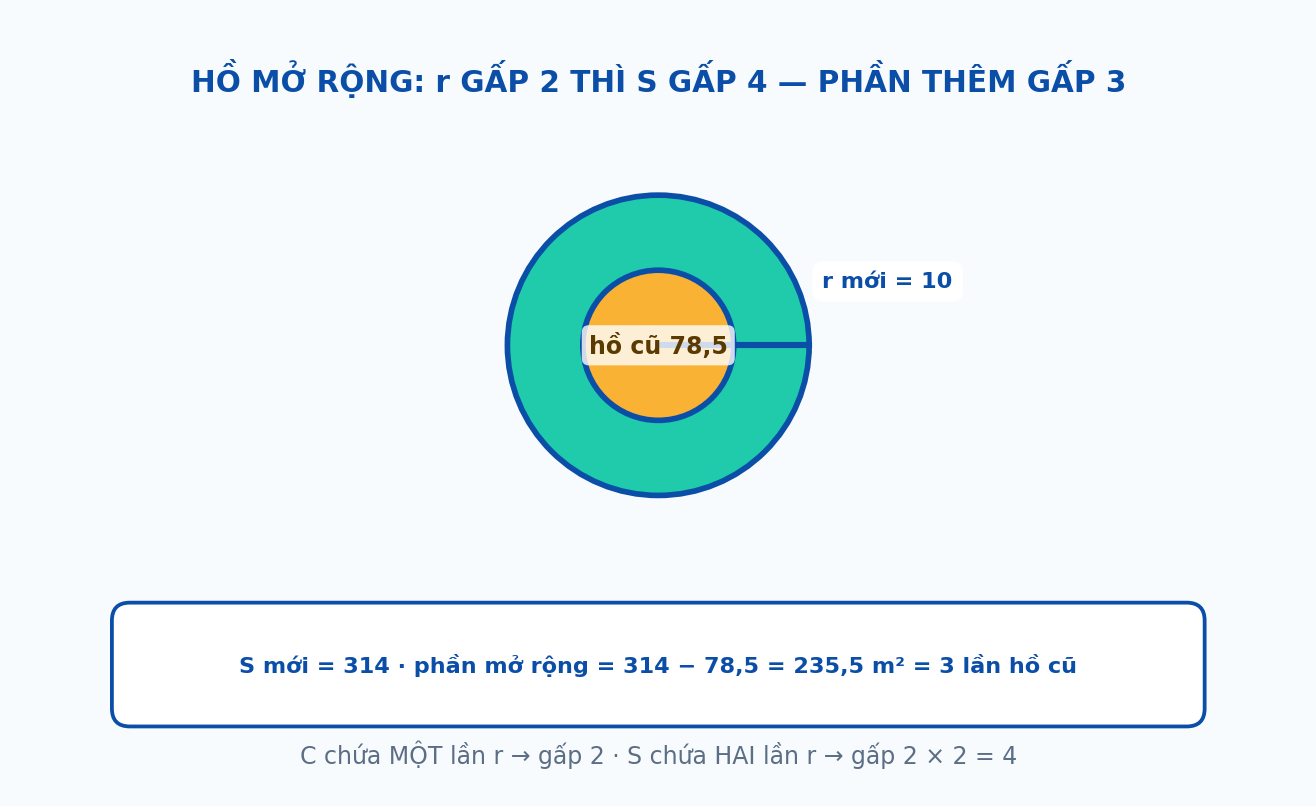 HỒ MỞ RỘNG: r GẤP 2 THÌ S GẤP 4 — PHẦN THÊM GẤP 3
r mới = 10
hồ cũ 78,5
S mới = 314 · phần mở rộng = 314 − 78,5 = 235,5 m² = 3 lần hồ cũ
C chứa MỘT lần r → gấp 2 · S chứa HAI lần r → gấp 2 × 2 = 4